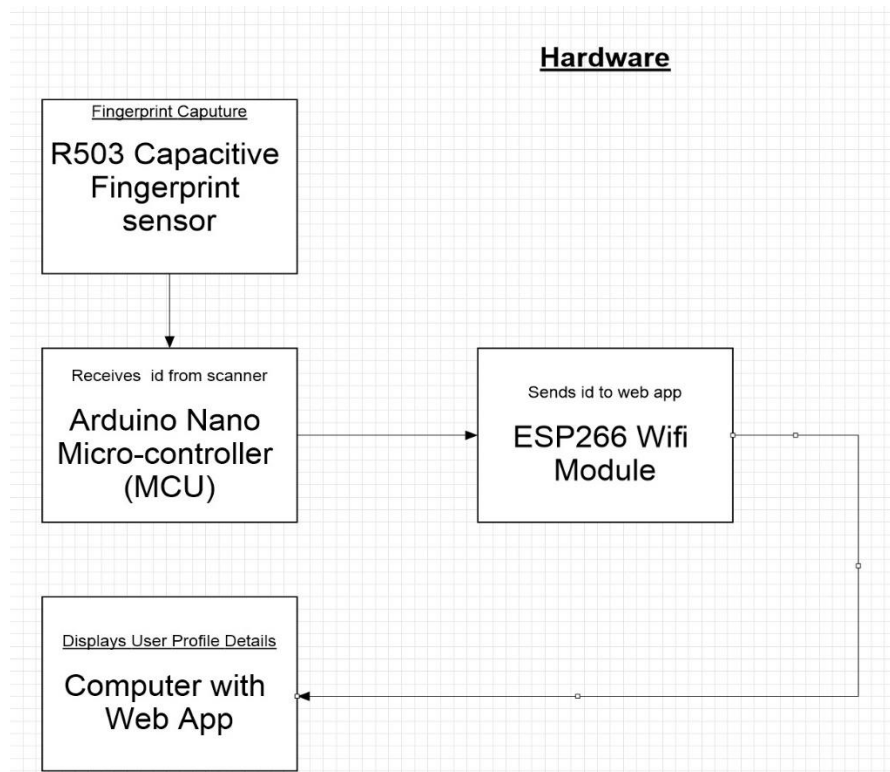 Hardware
Fingerprint Caputure
R503 Capacitive
Fingerprint
sensor
Receives id from scanner
Arduino Nano
Micro-controller
(MCU)
Sends id to web app
ESP266 Wifi
Module
Displays User Profile Details
Computer with
Web App